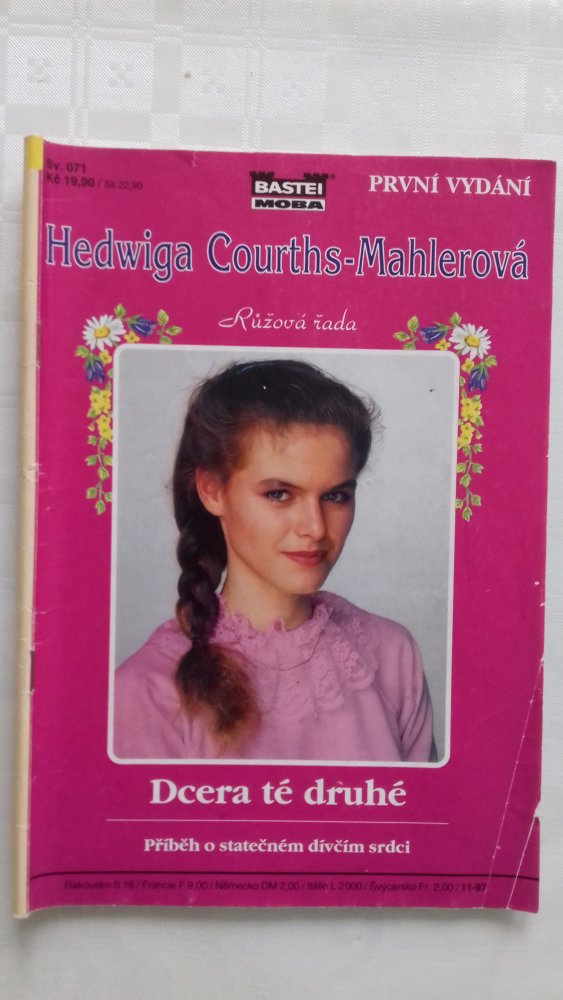 Sv. 071
Kč 19,90 / Sk 22,90
BASTEI
MOBA
PRVNÍ VYDÁNÍ
Hedwiga Courths-Mahlerová
Růžová řada
Dcera té druhé
Příběh o statečném dívčím srdci
Rakousko S 16 / Francie F 9,00 / Německo DM 2,00 / Itálin L 2000 / Švýcarsko Fr. 2.00 / 11-97